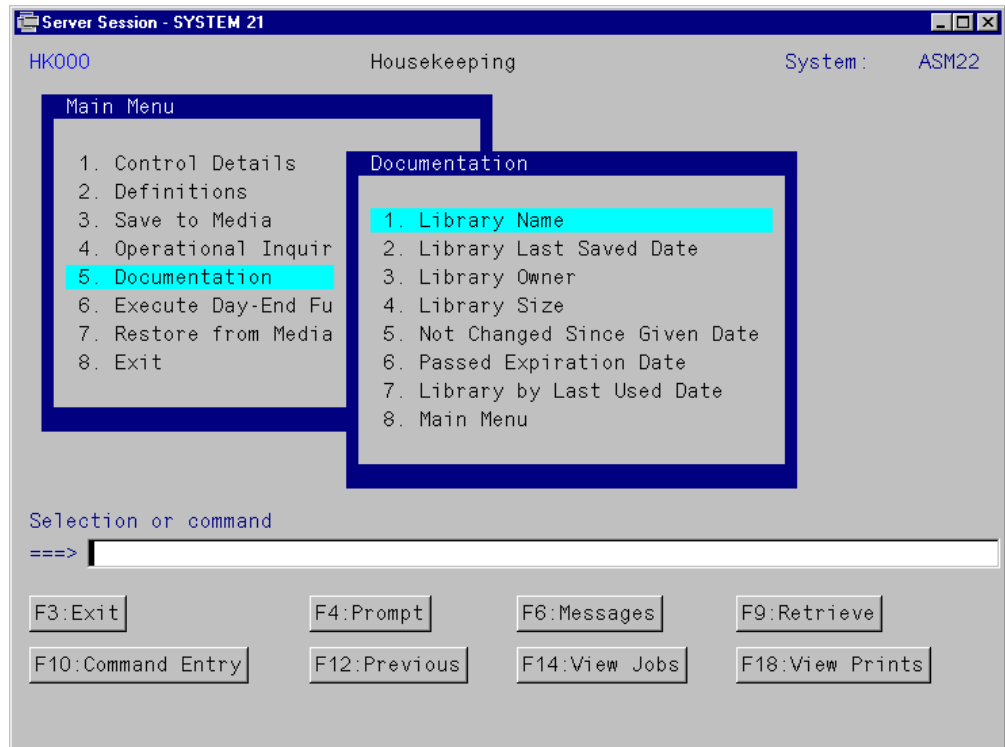 Server Session - SYSTEM 21
HK000 Housekeeping System: ASM22
Main Menu
1. Control Details
2. Definitions
3. Save to Media
4. Operational Inquir
5. Documentation
6. Execute Day-End Fu
7. Restore from Media
8. Exit
Documentation
1. Library Name
2. Library Last Saved Date
3. Library Owner
4. Library Size
5. Not Changed Since Given Date
6. Passed Expiration Date
7. Library by Last Used Date
8. Main Menu
Selection or command
===>
F3:Exit F4:Prompt F6:Messages F9:Retrieve
F10:Command Entry F12:Previous F14:View Jobs F18:View Prints